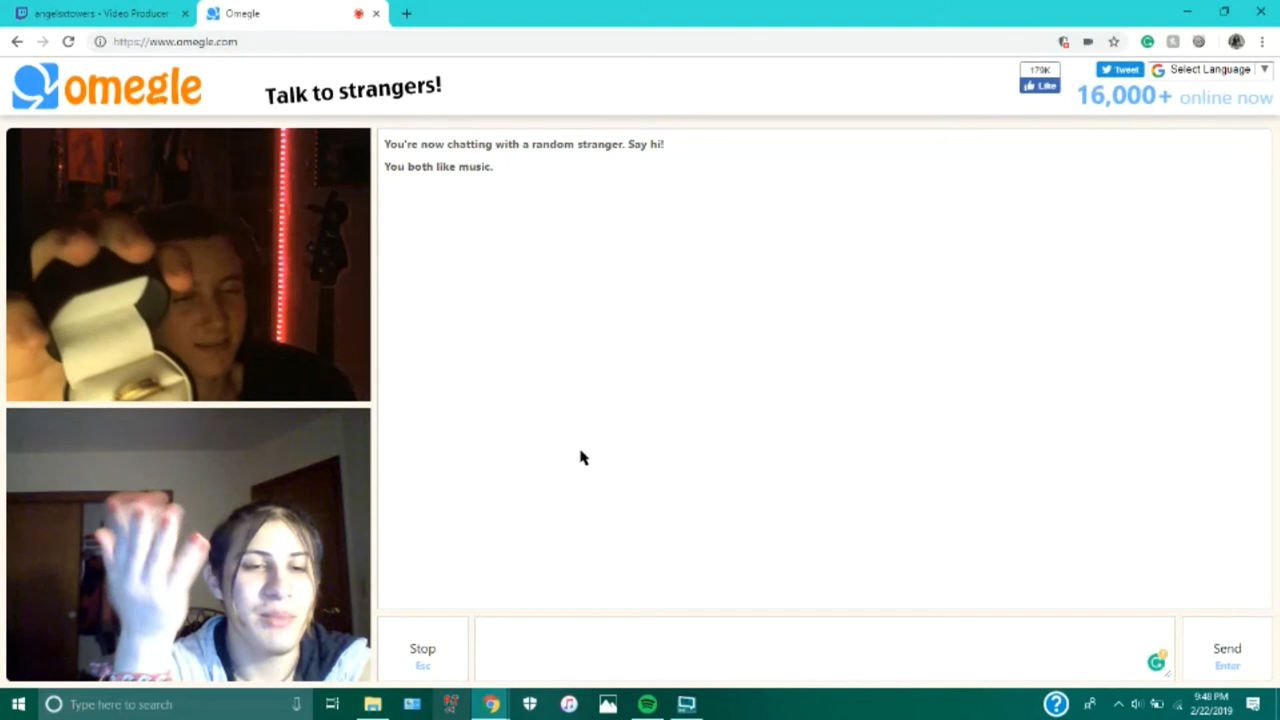 angelsxtowers - Video Producer
Omegle
https://www.omegle.com
omegle
Talk to strangers!
179K
Like
Tweet
Select Language
16,000+ online now
You're now chatting with a random stranger. Say hi!
You both like music.
Stop
Esc
Send
Enter
Type here to search
9:48 PM
2/22/2019